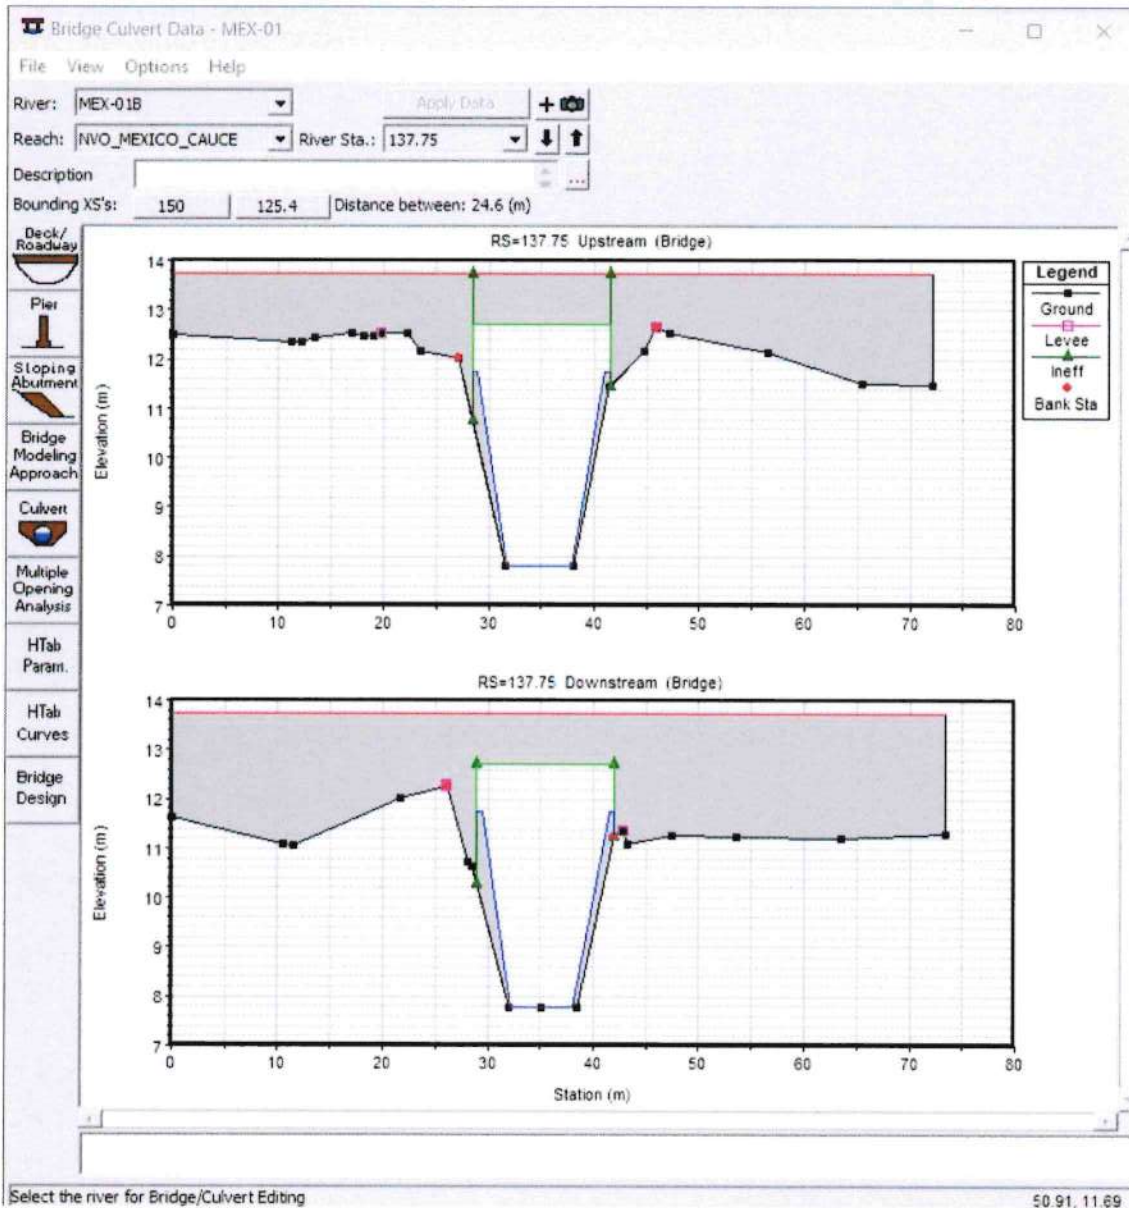 Bridge Culvert Data - MEX-01
File View Options Help
River: MEX-01B Apply Data +
Reach: NVO_MEXICO_CAUCE River Sta.: 137.75
Description ...
Bounding XS's: 150 125.4 Distance between: 24.6 (m)
Deck/
Roadway
Pier
Sloping
Abutment
Bridge
Modeling
Approach
Culvert
Multiple
Opening
Analysis
HTab
Param.
HTab
Curves
Bridge
Design
RS=137.75 Upstream (Bridge)
Elevation (m)
14
13
12
11
10
9
8
7
0 10 20 30 40 50 60 70 80
Legend
Ground
Levee
Ineff
Bank Sta
RS=137.75 Downstream (Bridge)
Elevation (m)
14
13
12
11
10
9
8
7
0 10 20 30 40 50 60 70 80
Station (m)
Select the river for Bridge/Culvert Editing
50.91, 11.69